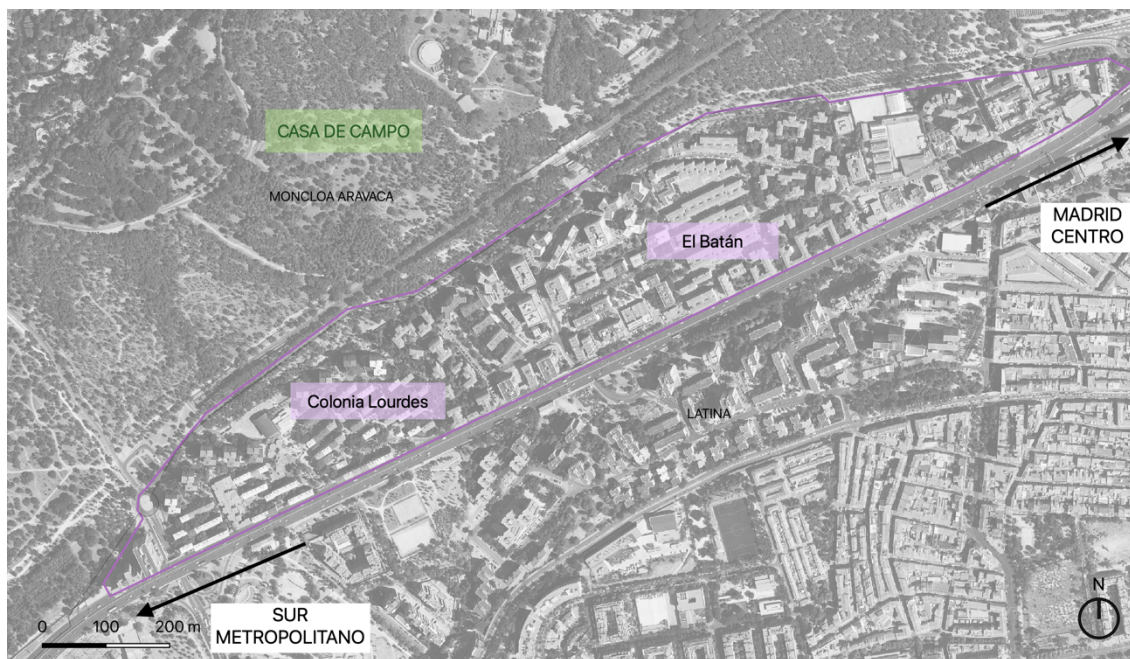 CASA DE CAMPO
MONCLOA ARAVACA
El Batán
MADRID
CENTRO
Colonia Lourdes
LATINA
SUR
METROPOLITANO
0 100 200 m
N